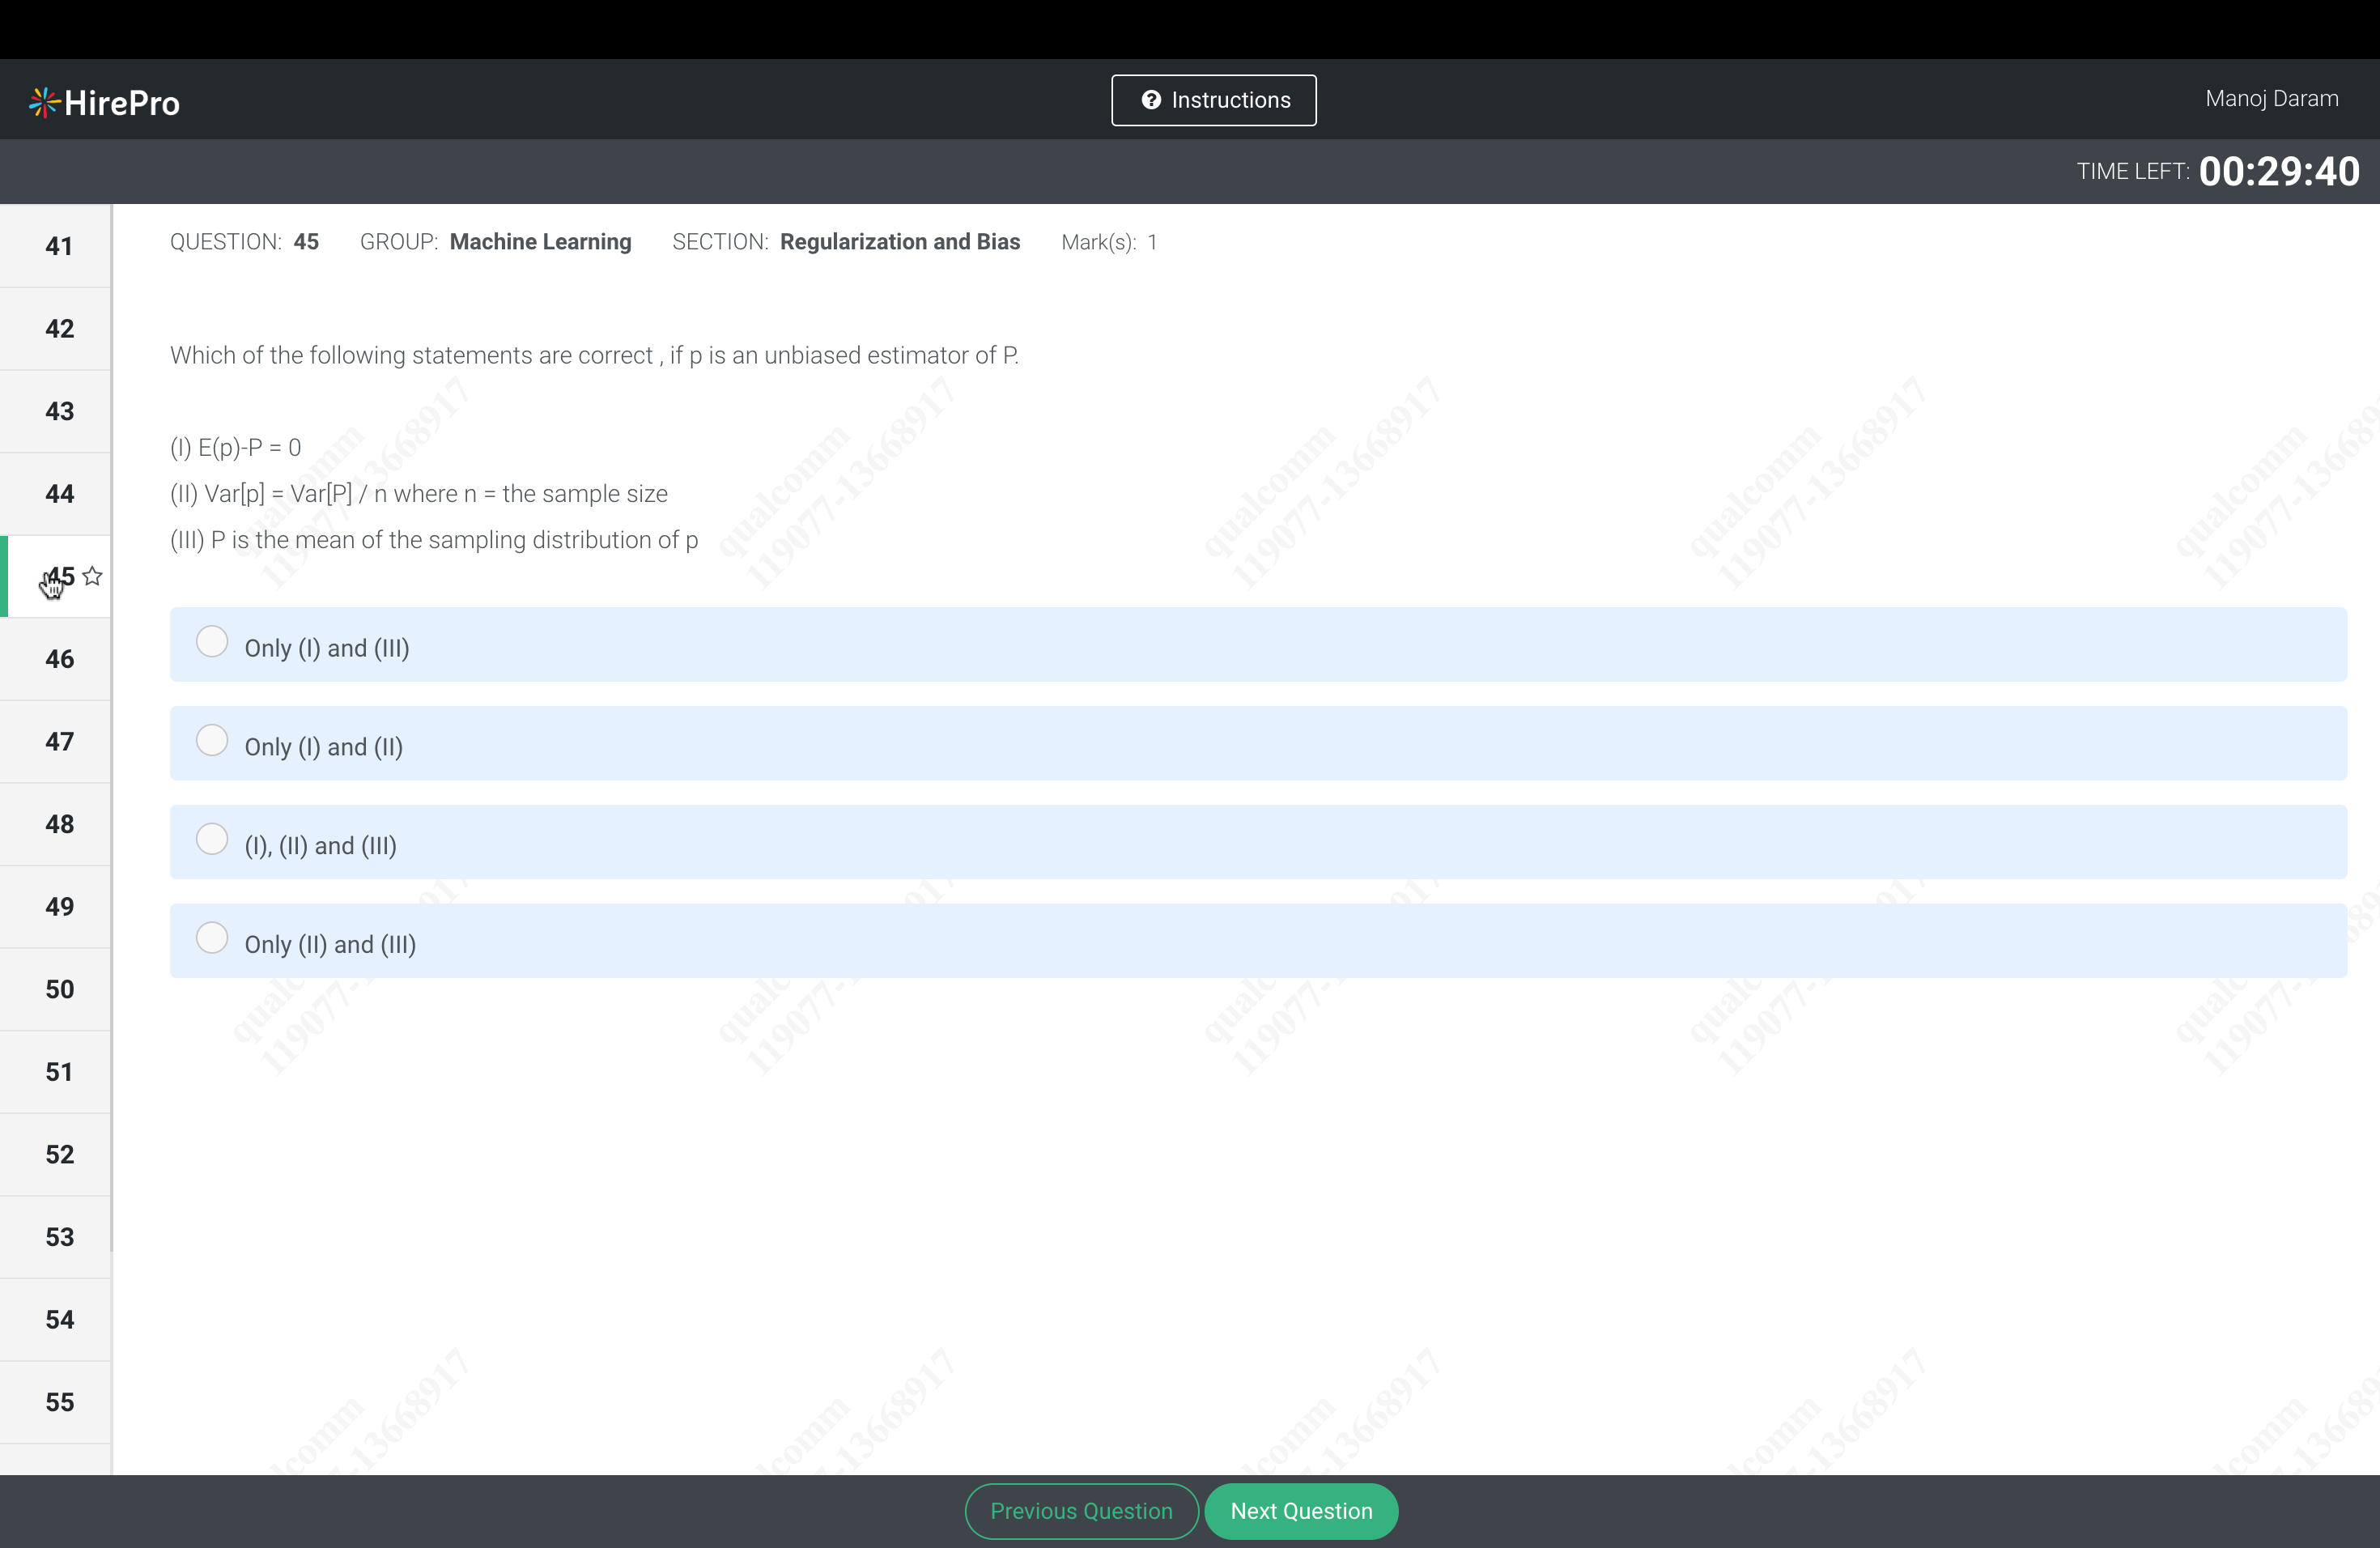 HirePro
Instructions
Manoj Daram
TIME LEFT: 00:29:40
QUESTION: 45 GROUP: Machine Learning SECTION: Regularization and Bias Mark(s): 1
41
42
43
44
45
46
47
48
49
50
51
52
53
54
55
Which of the following statements are correct , if p is an unbiased estimator of P.
(I) E(p)-P = 0
(II) Var[p] = Var[P] / n where n = the sample size
(III) P is the mean of the sampling distribution of p
Only (I) and (III)
Only (I) and (II)
(I), (II) and (III)
Only (II) and (III)
qualcomm
119077-13668917
Previous Question
Next Question